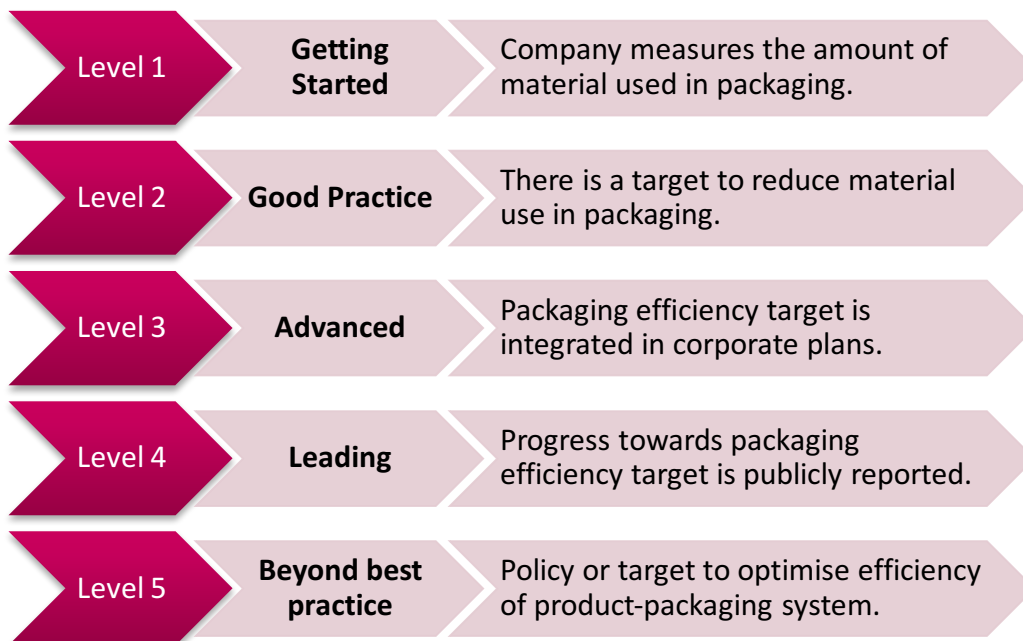 Level 1
Getting
Started
Company measures the amount of
material used in packaging.
Level 2
Good Practice
There is a target to reduce material
use in packaging.
Level 3
Advanced
Packaging efficiency target is
integrated in corporate plans.
Level 4
Leading
Progress towards packaging
efficiency target is publicly reported.
Level 5
Beyond best
practice
Policy or target to optimise efficiency
of product-packaging system.